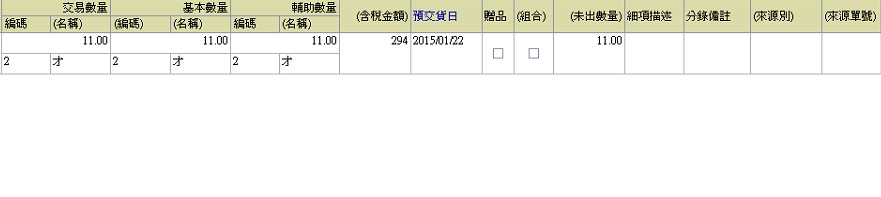 交易數量 基本數量 輔助數量 (含稅金額) 預交貨日 贈品 (組合) (未出數量) 細項描述 分錄備註 (來源別) (來源單號)
編碼 (名稱) (編碼) (名稱) 編碼 (名稱)
11.00 11.00 11.00 294 2015/01/22 11.00
2 才 2 才 2 才